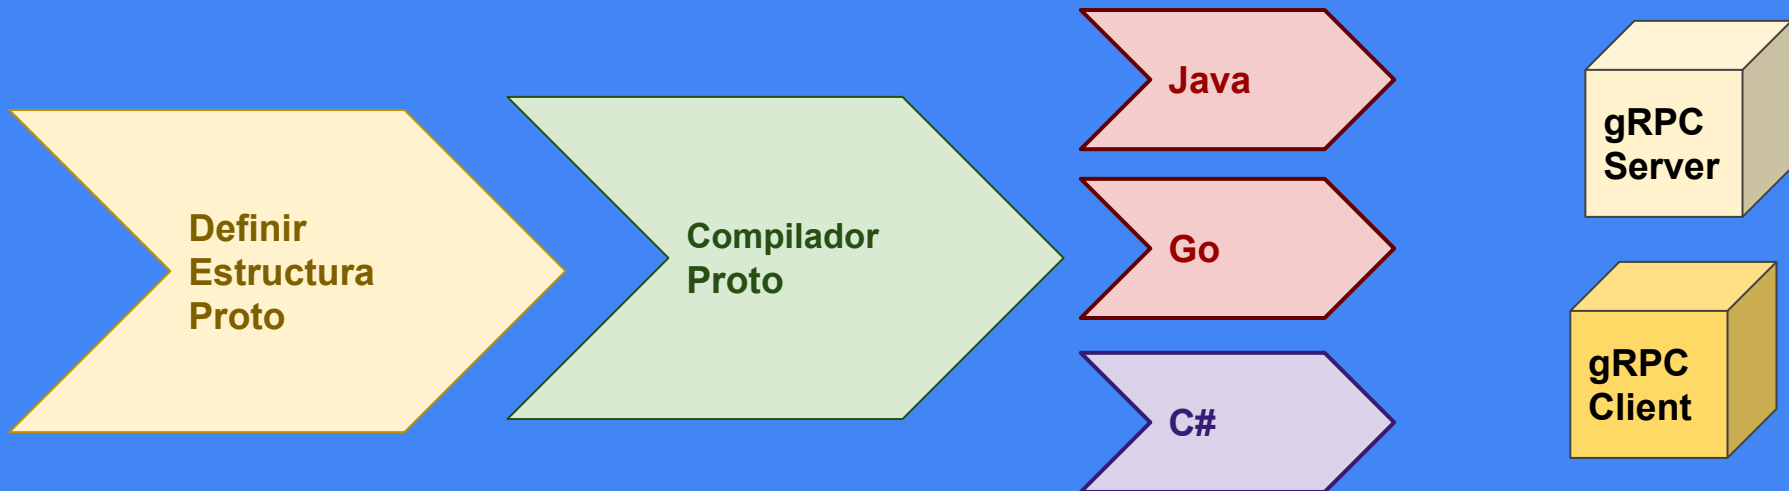 Definir
Estructura
Proto
Compilador
Proto
Java
Go
C#
gRPC
Server
gRPC
Client